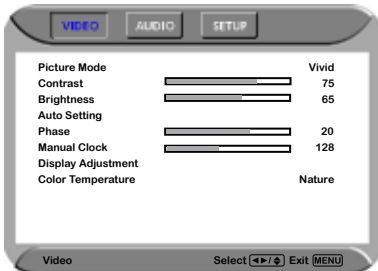 VIDEO AUDIO SETUP
Picture Mode Vivid
Contrast 75
Brightness 65
Auto Setting
Phase 20
Manual Clock 128
Display Adjustment
Color Temperature Nature
Video Select ◄►/◆ Exit MENU